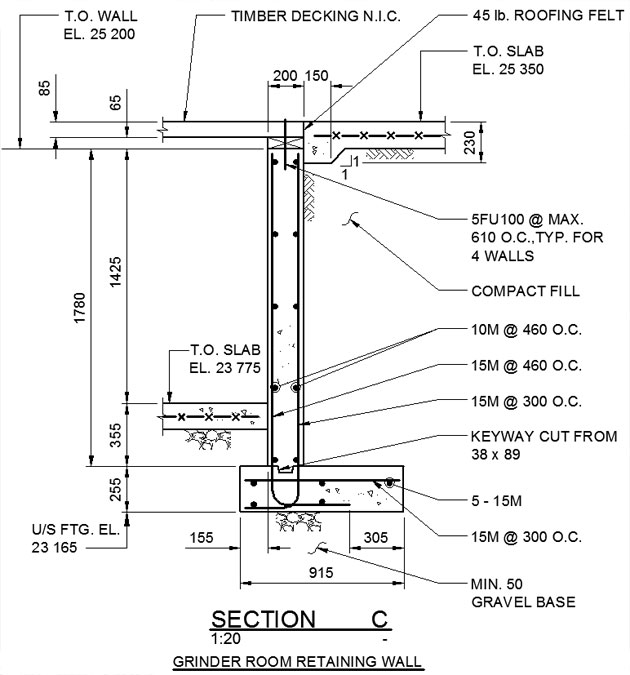 T.O. WALL
EL. 25 200
TIMBER DECKING N.I.C.
45 lb. ROOFING FELT
T.O. SLAB
EL. 25 350
200
150
85
65
230
1
1
5FU100 @ MAX.
610 O.C.,TYP. FOR
4 WALLS
1780
1425
COMPACT FILL
10M @ 460 O.C.
T.O. SLAB
EL. 23 775
15M @ 460 O.C.
15M @ 300 O.C.
355
KEYWAY CUT FROM
38 x 89
255
5 - 15M
U/S FTG. EL.
23 165
155
305
15M @ 300 O.C.
915
MIN. 50
GRAVEL BASE
SECTION C
1:20 -
GRINDER ROOM RETAINING WALL